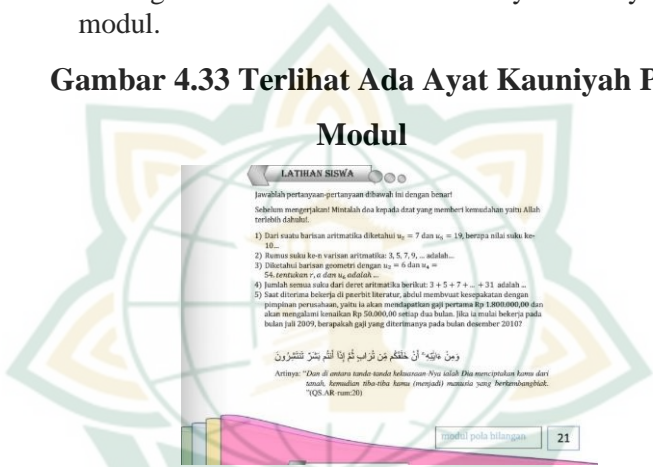 modul.
Gambar 4.33 Terlihat Ada Ayat Kauniyah P
Modul
LATIHAN SISWA
Jawablah pertanyaan-pertanyaan dibawah ini dengan benar!
Sebelum mengerjakan! Mintalah doa kepada dzat yang memberi kemudahan yaitu Allah
terlebih dahulu!.
1) Dari suatu barisan aritmatika diketahui u₂ = 7 dan = 19, berapa nilai suku ke-
10...
2) Rumus suku ke-n varisan aritmatika: 3, 5, 7, 9, ... adalah...
3) Diketahui barisan geometri dengan u₂ = 6 dan =
54. tentukan r, a dan adalah ...
4) Jumlah semua suku dari deret aritmatika berikut: 3 + 5 + 7 + ... + 31 adalah ...
5) Saat diterima bekerja di peerbit literatur, abdul membvuat kesepakatan dengan
pimpinan perusahaan, yaitu ia akan mendapatkan gaji pertama Rp 1.800.000,00 dan
akan mengalami kenaikan Rp 50.000,00 setiap dua bulan. Jika ia mulai bekerja pada
bulan juli 2009, berapakah gaji yang diterimanya pada bulan desember 2010?
وَمِنْ ءَايَٰتِهِۦٓ أَنْ خَلَقَكُم مِّن تُرَابٍ ثُمَّ إِذَآ أَنتُم بَشَرٌ تَنتَشِرُونَ
Artinya: "Dan di antara tanda-tanda kekuasaan-Nya ialah Dia menciptakan kamu dari
tanah, kemudian tiba-tiba kamu (menjadi) manusia yang berkembangbiak.
"(QS.AR-rum:20)
modul pola bilangan 21